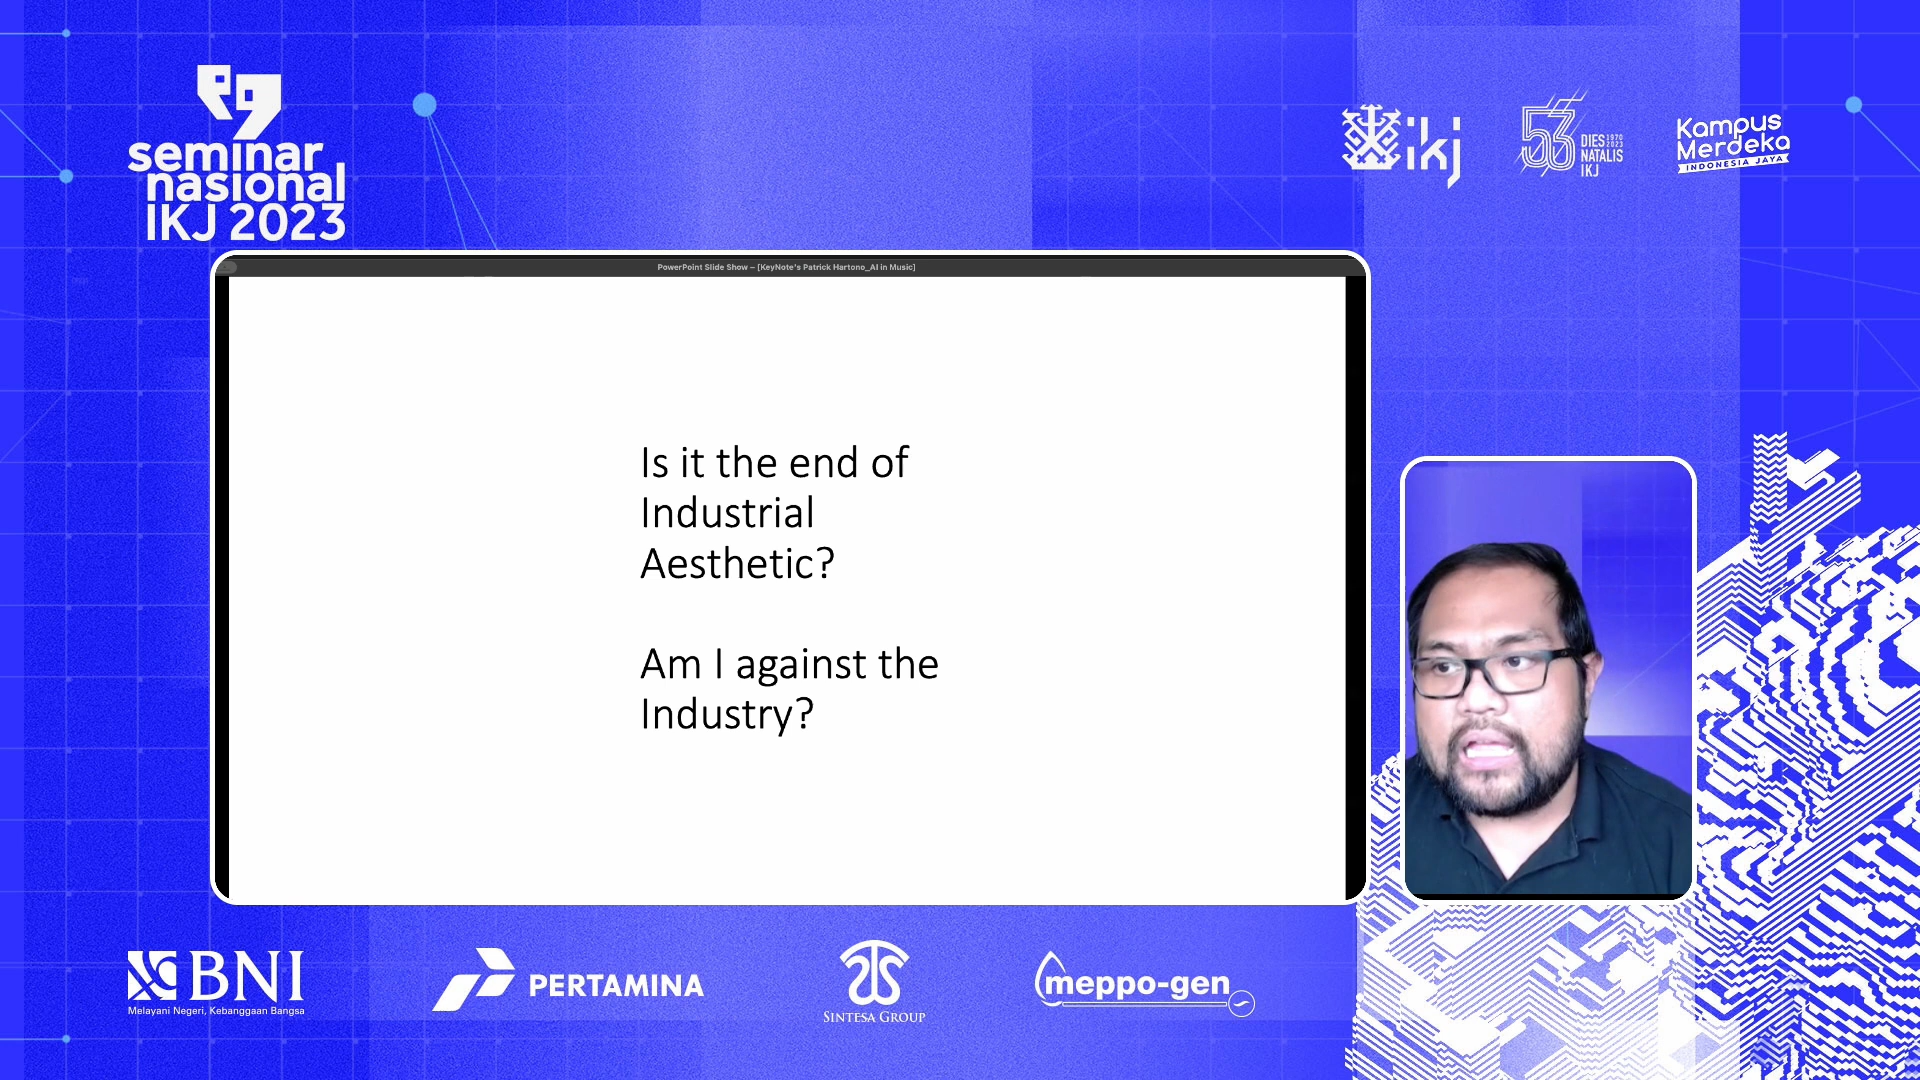 seminar
nasional
IKJ 2023
ikj
53
DIES 1970 2023
NATALIS
IKJ
Kampus
Merdeka
INDONESIA JAYA
PowerPoint Slide Show – [KeyNote's Patrick Hartono_AI in Music]
Is it the end of
Industrial
Aesthetic?
Am I against the
Industry?
BNI
Melayani Negeri, Kebanggaan Bangsa
PERTAMINA
SINTESA GROUP
meppo-gen